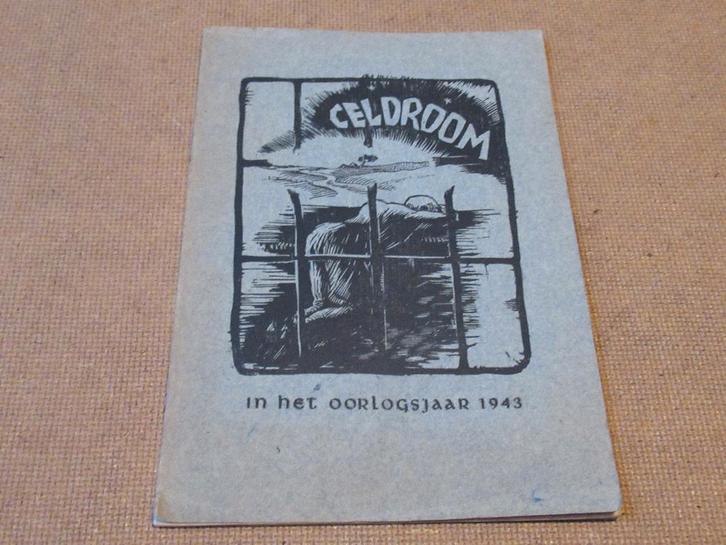 CELDROOM
in het oorlogsjaar 1943